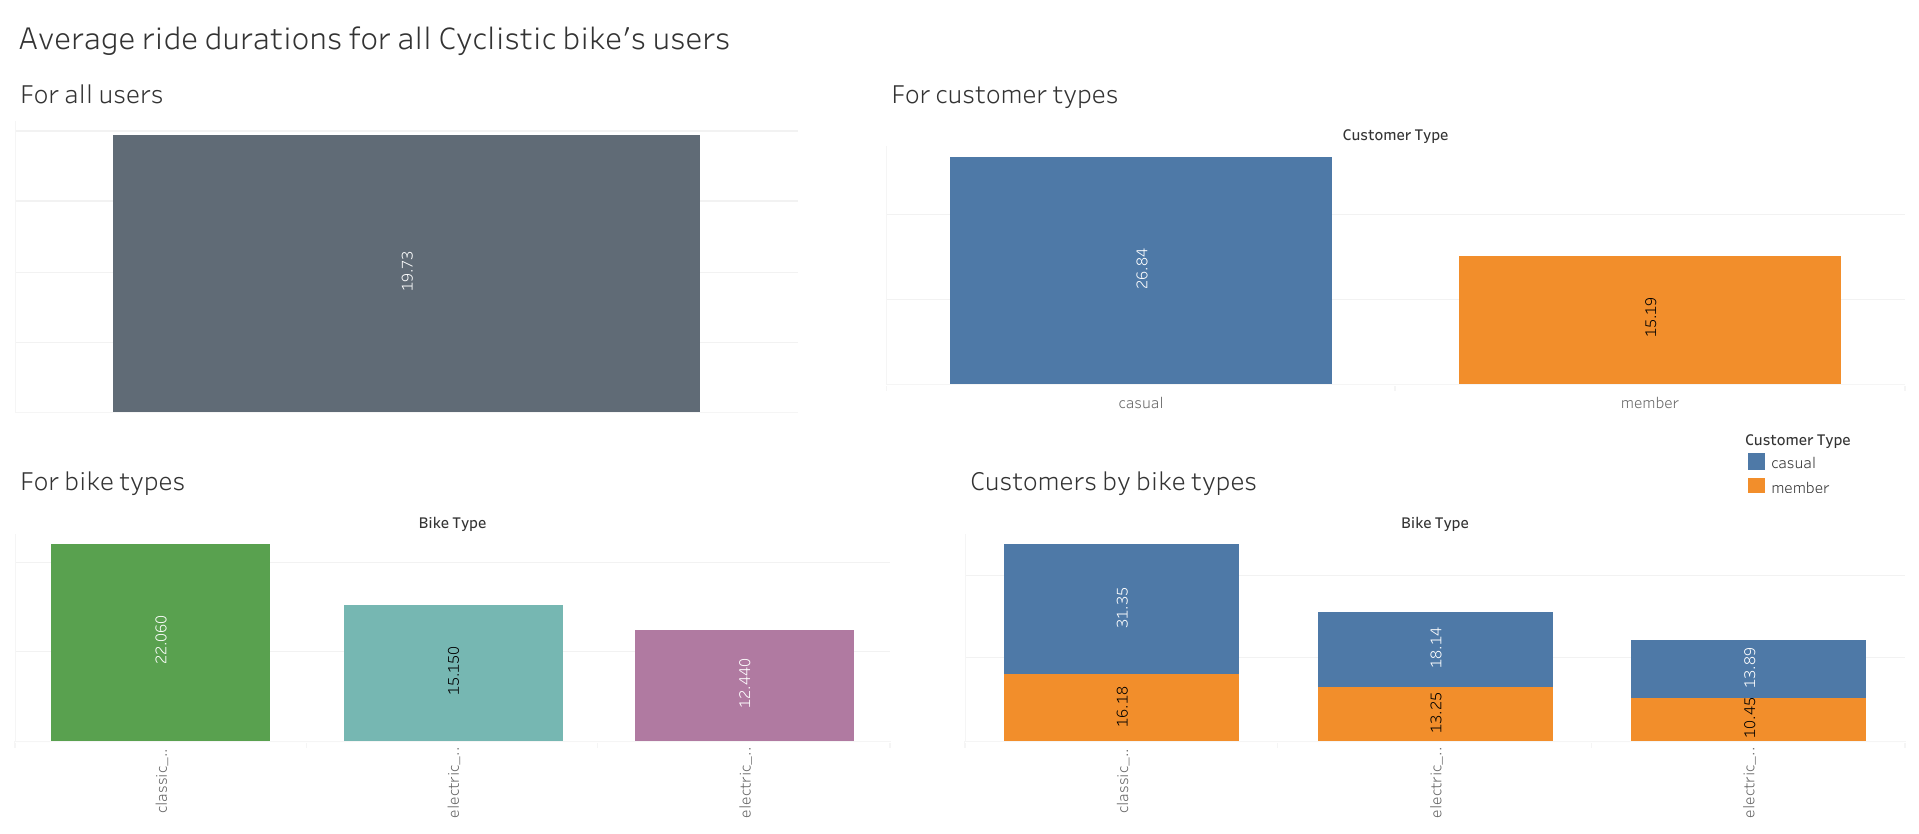 Average ride durations for all Cyclistic bike's users
For all users
19.73
For customer types
Customer Type
26.84
15.19
casual
member
Customer Type
casual
member
For bike types
Bike Type
22.060
15.150
12.440
classic_..
electric_..
electric_..
Customers by bike types
Bike Type
31.35
18.14
13.89
16.18
13.25
10.45
classic_..
electric_..
electric_..